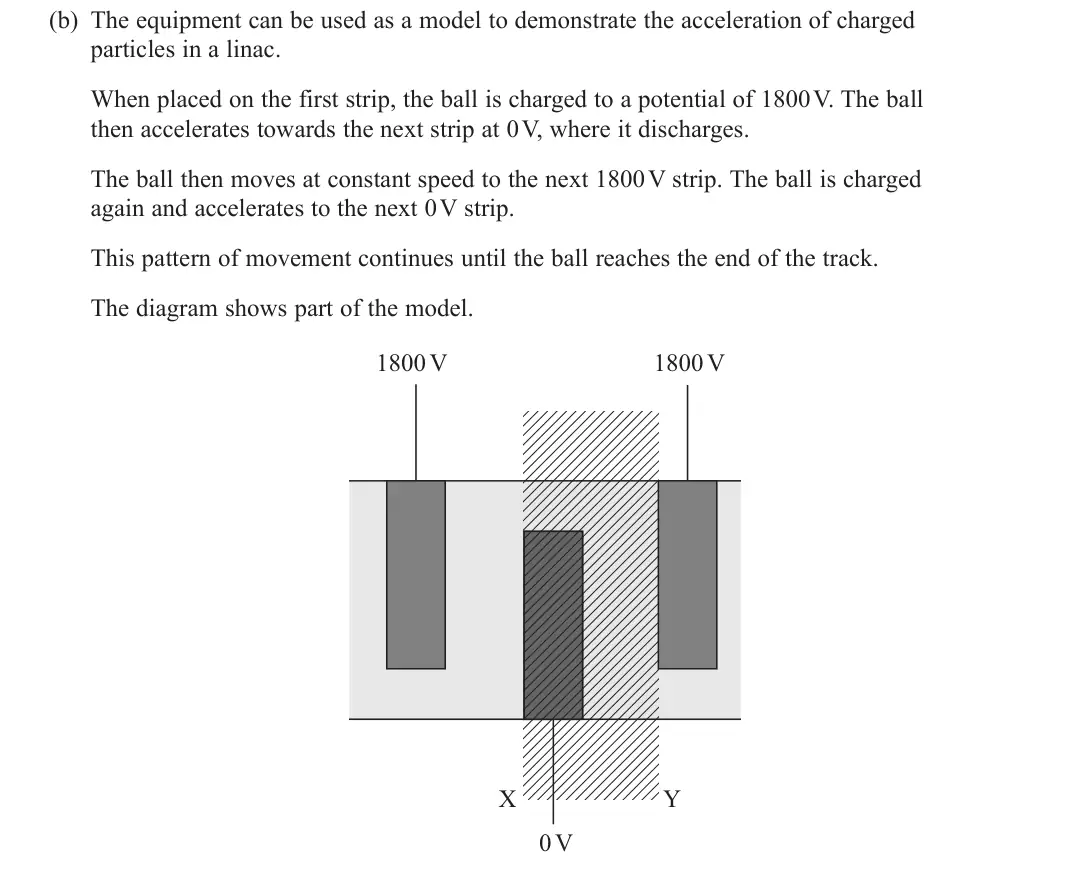 (b) The equipment can be used as a model to demonstrate the acceleration of charged
particles in a linac.
When placed on the first strip, the ball is charged to a potential of 1800 V. The ball
then accelerates towards the next strip at 0 V, where it discharges.
The ball then moves at constant speed to the next 1800 V strip. The ball is charged
again and accelerates to the next 0 V strip.
This pattern of movement continues until the ball reaches the end of the track.
The diagram shows part of the model.
1800 V 1800 V
X Y
0 V